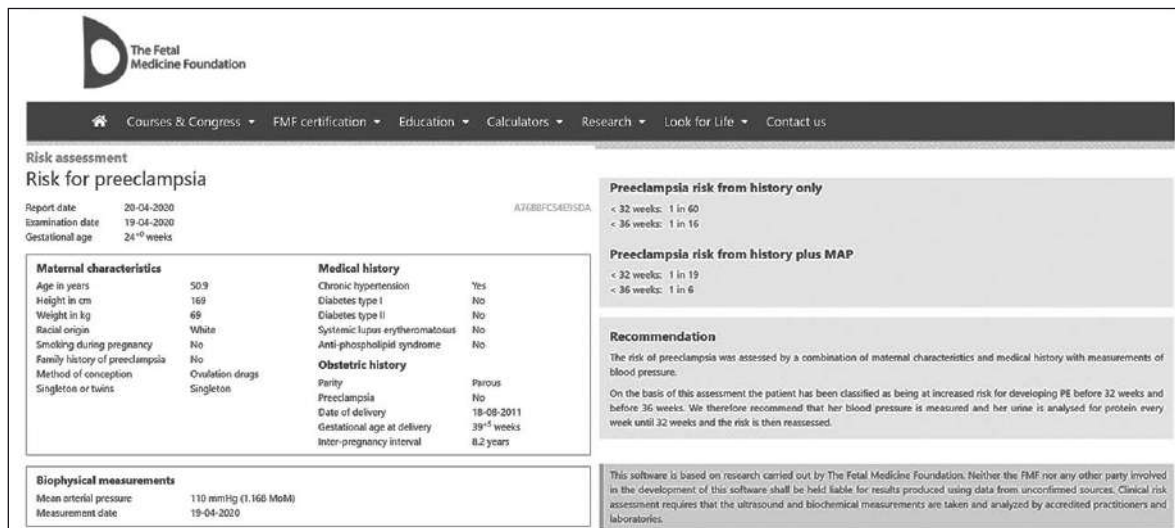 The Fetal
Medicine Foundation
Courses & Congress
FMF certification
Education
Calculators
Research
Look for Life
Contact us
Risk assessment
Risk for preeclampsia
Report date 20-04-2020
Examination date 19-04-2020
Gestational age 24+0 weeks
Maternal characteristics
Age in years 50.9
Height in cm 169
Weight in kg 69
Racial origin White
Smoking during pregnancy No
Family history of preeclampsia No
Method of conception Ovulation drugs
Singleton or twins Singleton
Medical history
Chronic hypertension Yes
Diabetes type I No
Diabetes type II No
Systemic lupus erytheromatosus No
Anti-phospholipid syndrome No
Obstetric history
Parity Parous
Preeclampsia No
Date of delivery 18-08-2011
Gestational age at delivery 39+5 weeks
Inter-pregnancy interval 8.2 years
Biophysical measurements
Mean arterial pressure 110 mmHg (1.168 MoM)
Measurement date 19-04-2020
Preeclampsia risk from history only
< 32 weeks: 1 in 60
< 36 weeks: 1 in 16
Preeclampsia risk from history plus MAP
< 32 weeks: 1 in 19
< 36 weeks: 1 in 6
Recommendation
The risk of preeclampsia was assessed by a combination of maternal characteristics and medical history with measurements of
blood pressure.
On the basis of this assessment the patient has been classified as being at increased risk for developing PE before 32 weeks and
before 36 weeks. We therefore recommend that her blood pressure is measured and her urine is analysed for protein every
week until 32 weeks and the risk is then reassessed.
This software is based on research carried out by The Fetal Medicine Foundation. Neither the FMF nor any other party involved
in the development of this software shall be held liable for results produced using data from unconfirmed sources. Clinical risk
assessment requires that the ultrasound and biochemical measurements are taken and analyzed by accredited practitioners and
laboratories.